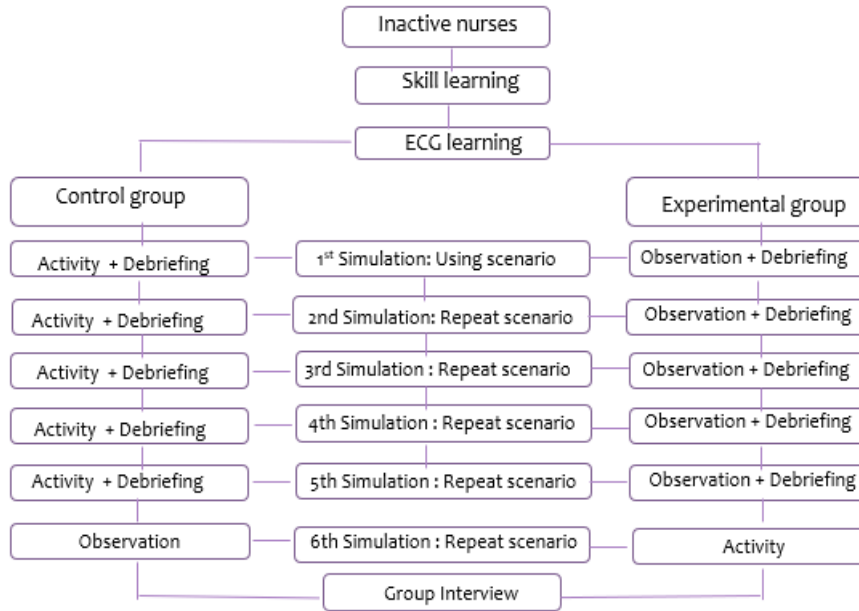 Inactive nurses
Skill learning
ECG learning
Control group
Experimental group
Activity + Debriefing
1st Simulation: Using scenario
Observation + Debriefing
Activity + Debriefing
2nd Simulation: Repeat scenario
Observation + Debriefing
Activity + Debriefing
3rd Simulation : Repeat scenario
Observation + Debriefing
Activity + Debriefing
4th Simulation : Repeat scenario
Observation + Debriefing
Activity + Debriefing
5th Simulation : Repeat scenario
Observation + Debriefing
Observation
6th Simulation : Repeat scenario
Activity
Group Interview